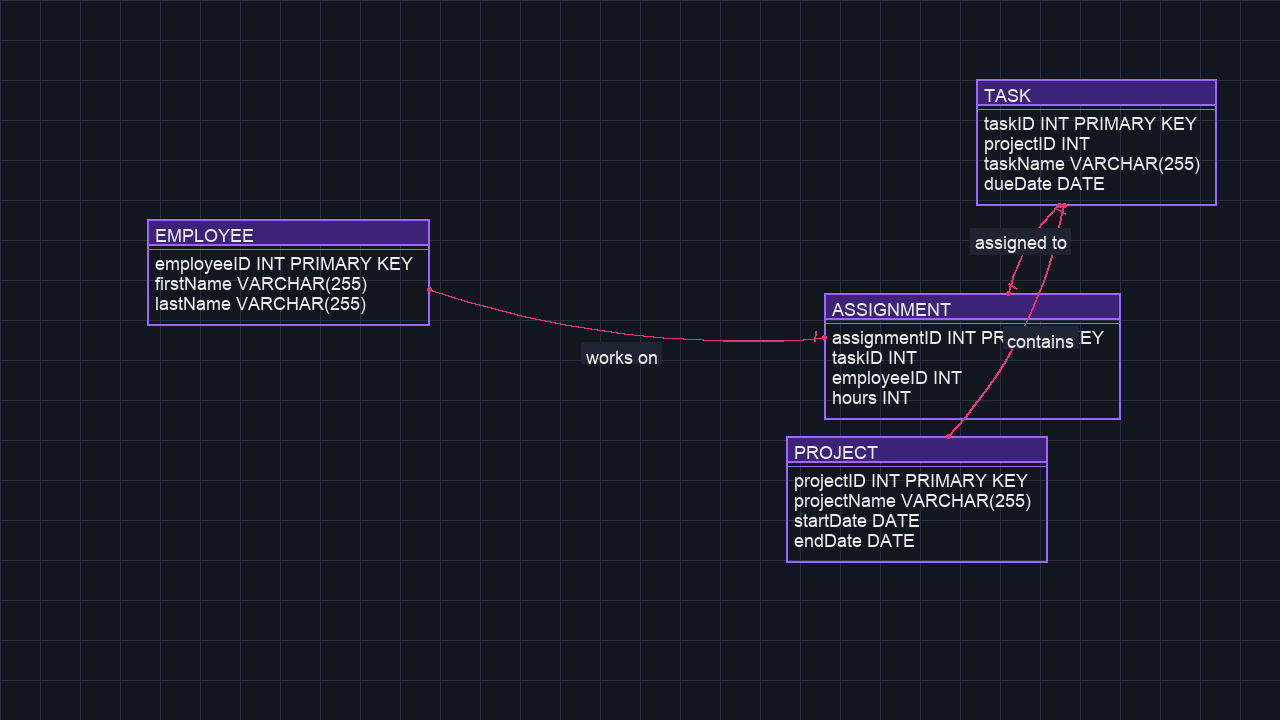 TASK
taskID INT PRIMARY KEY
projectID INT
taskName VARCHAR(255)
dueDate DATE
EMPLOYEE
employeeID INT PRIMARY KEY
firstName VARCHAR(255)
lastName VARCHAR(255)
assigned to
works on
ASSIGNMENT
assignmentID INT PR EY
contains
taskID INT
employeeID INT
hours INT
PROJECT
projectID INT PRIMARY KEY
projectName VARCHAR(255)
startDate DATE
endDate DATE